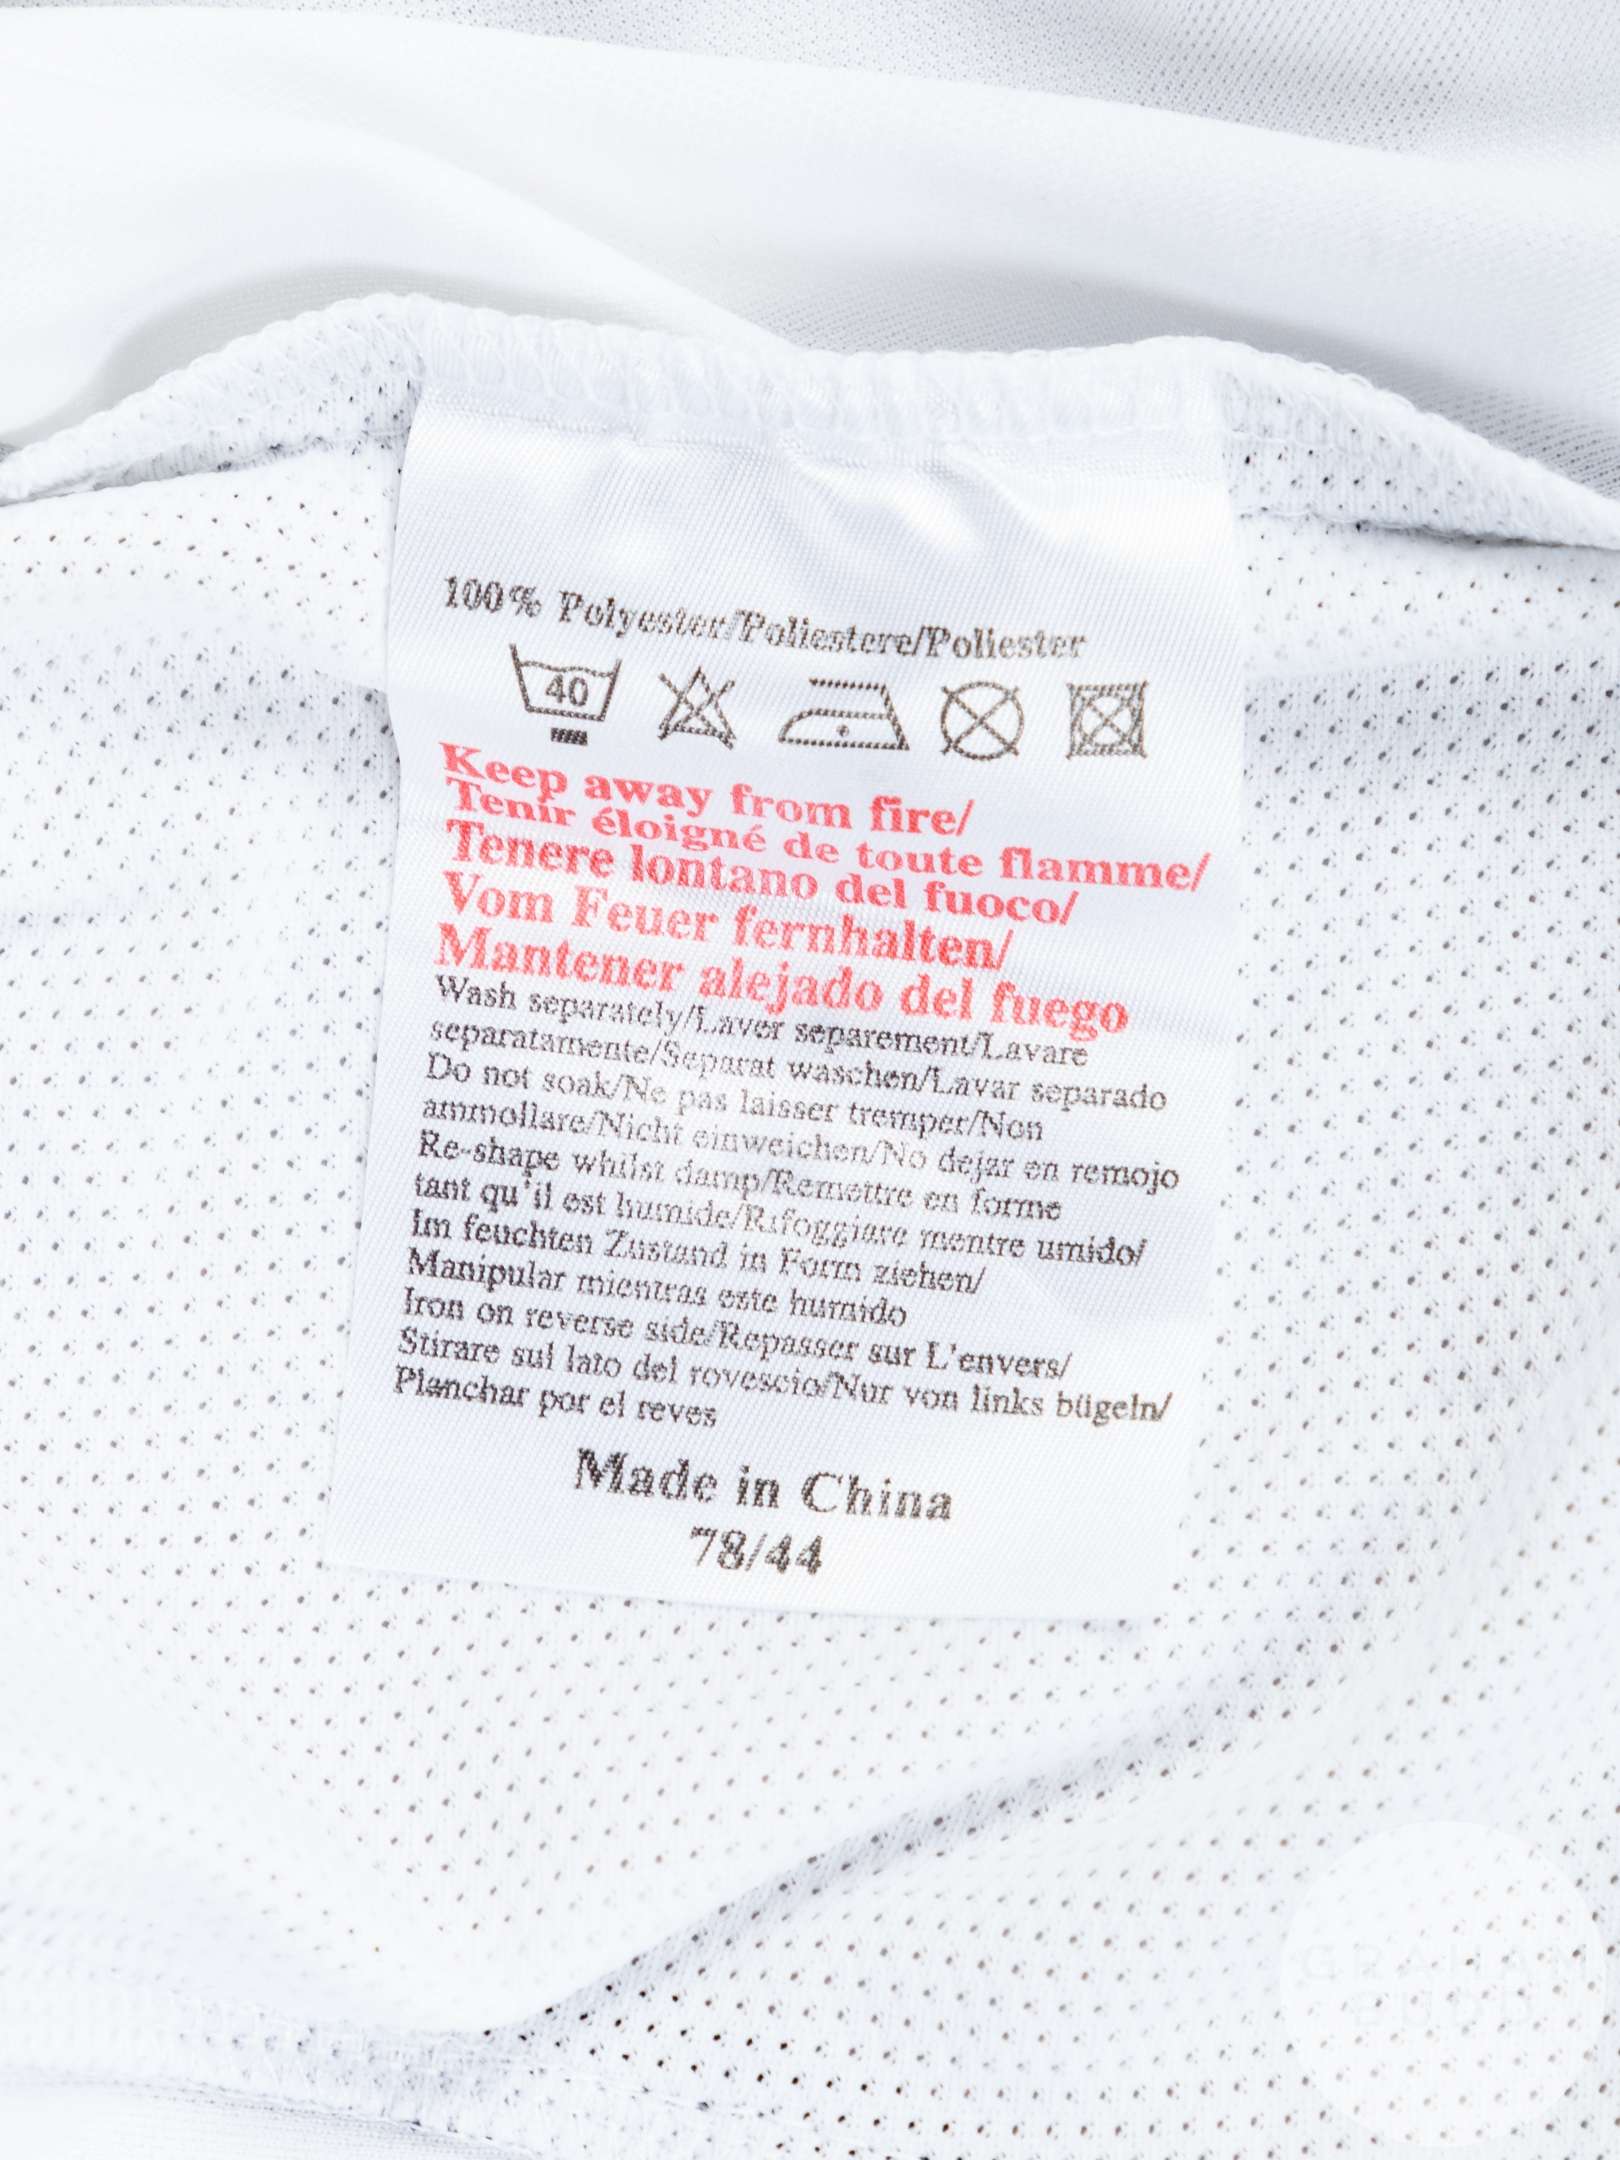 100% Polyester/Poliestere/Poliester
40
Keep away from fire/
Tenir éloigné de toute flamme/
Tenere lontano del fuoco/
Vom Feuer fernhalten/
Mantener alejado del fuego
Wash separately/Laver separement/Lavare
separatamente/Separat waschen/Lavar separado
Do not soak/Ne pas laisser tremper/Non
ammollare/Nicht einweichen/No dejar en remojo
Re-shape whilst damp/Remettre en forme
tant qu'il est humide/Rifoggiare mentre umido/
Im feuchten Zustand in Form ziehen/
Manipular mientras este humido
Iron on reverse side/Repasser sur L'envers/
Stirare sul lato del rovescio/Nur von links bügeln/
Planchar por el reves
Made in China
78/44
GRAHAM
BUDD